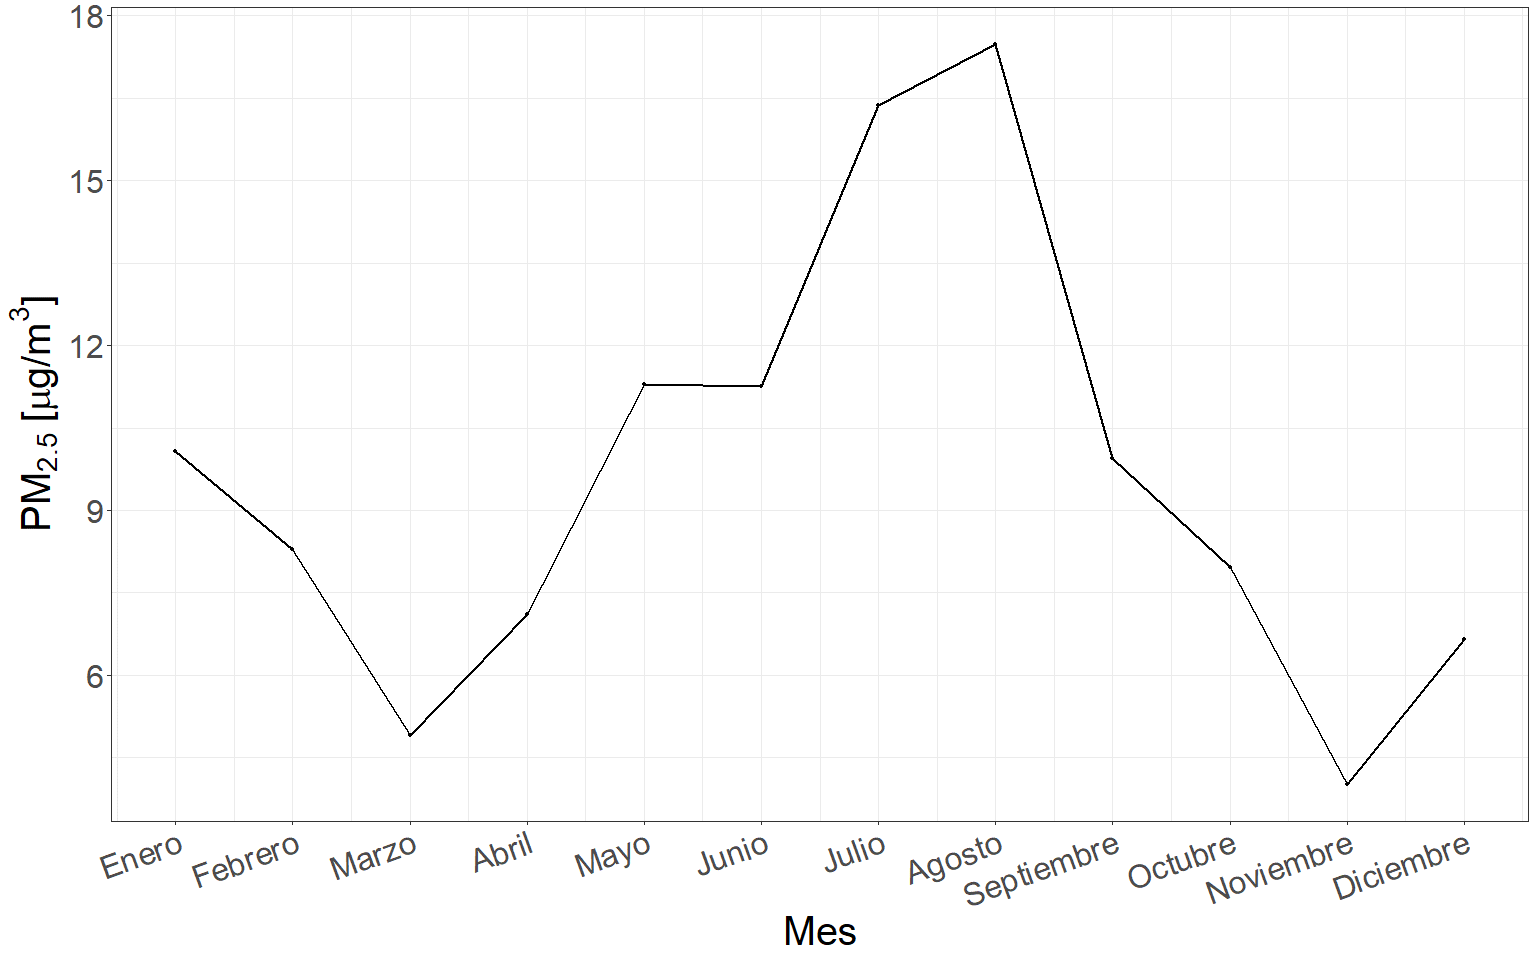 18
15
12
9
6
PM2.5 [μg/m3]
Enero
Febrero
Marzo
Abril
Mayo
Junio
Julio
Agosto
Septiembre
Octubre
Noviembre
Diciembre
Mes